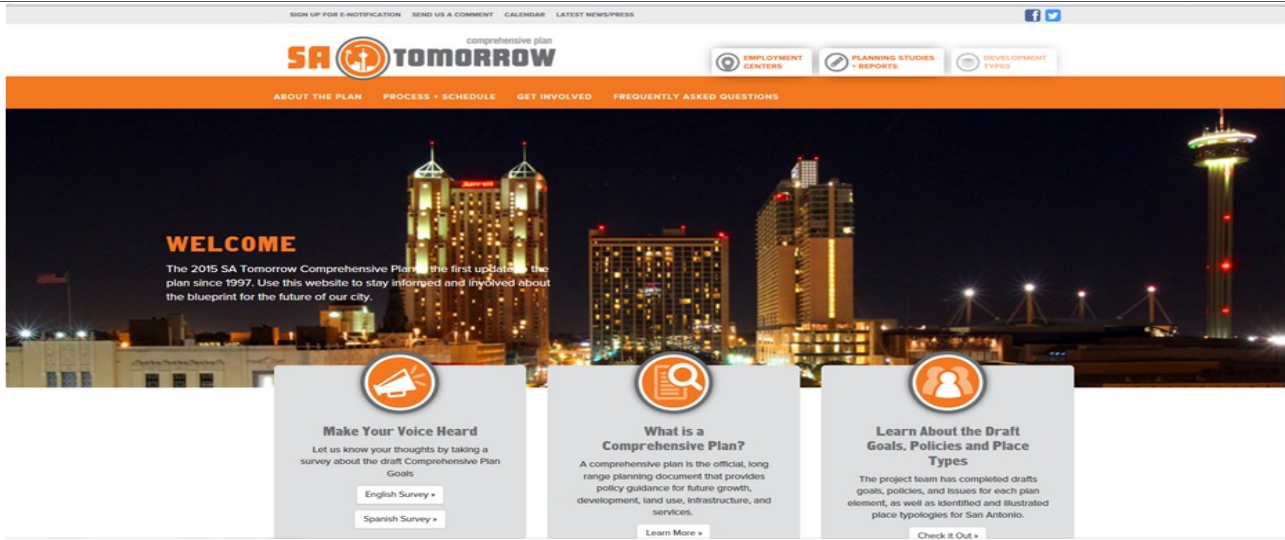 SIGN UP FOR E-NOTIFICATION SEND US A COMMENT CALENDAR LATEST NEWS/PRESS
comprehensive plan
SA TOMORROW
EMPLOYMENT
CENTERS
PLANNING STUDIES
+ REPORTS
DEVELOPMENT
TYPES
ABOUT THE PLAN PROCESS + SCHEDULE GET INVOLVED FREQUENTLY ASKED QUESTIONS
Marriott
WELCOME
The 2015 SA Tomorrow Comprehensive Plan is the first update to the
plan since 1997. Use this website to stay informed and involved about
the blueprint for the future of our city.
Make Your Voice Heard
Let us know your thoughts by taking a
survey about the draft Comprehensive Plan
Goals
English Survey »
Spanish Survey »
What is a
Comprehensive Plan?
A comprehensive plan is the official, long
range planning document that provides
policy guidance for future growth,
development, land use, infrastructure, and
services.
Learn More »
Learn About the Draft
Goals, Policies and Place
Types
The project team has completed drafts
goals, policies, and issues for each plan
element, as well as identified and illustrated
place typologies for San Antonio.
Check it Out »